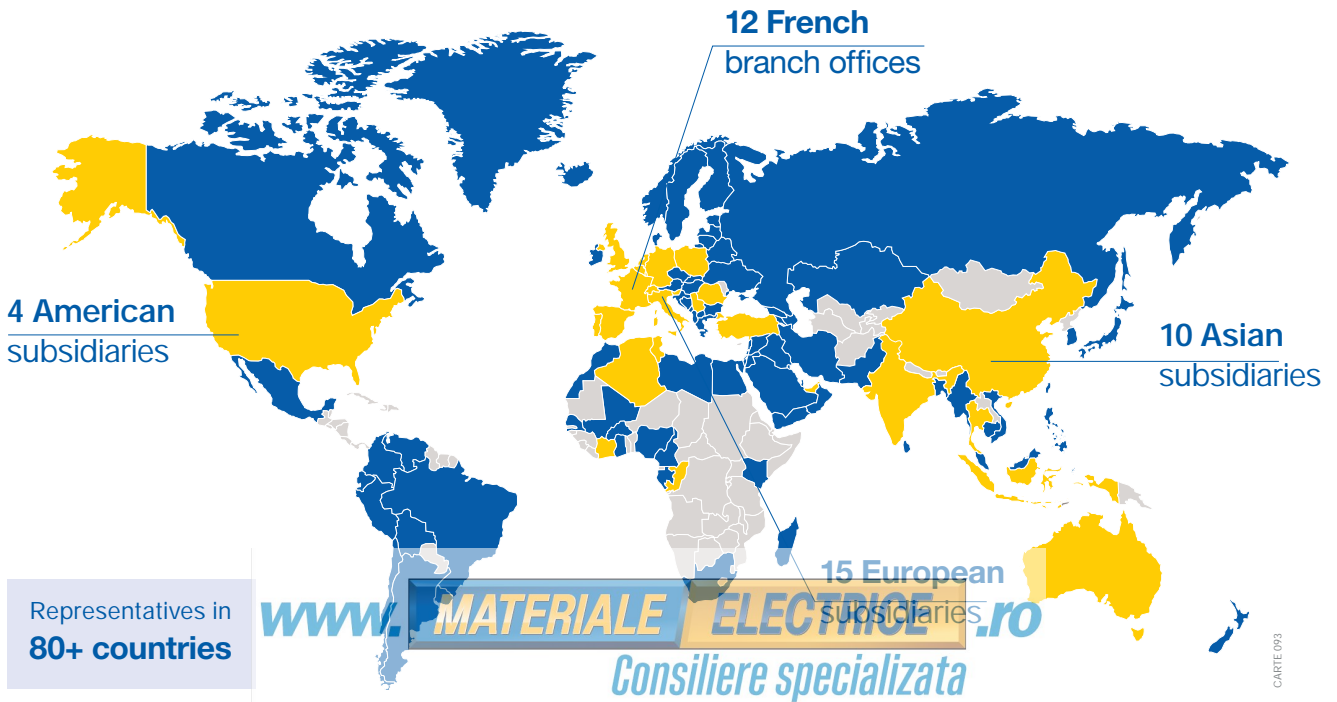 12 French
branch offices
4 American
subsidiaries
10 Asian
subsidiaries
15 European
subsidiaries
Representatives in
80+ countries
www. MATERIALE ELECTRICE .ro
Consiliere specializata
CARTE 093